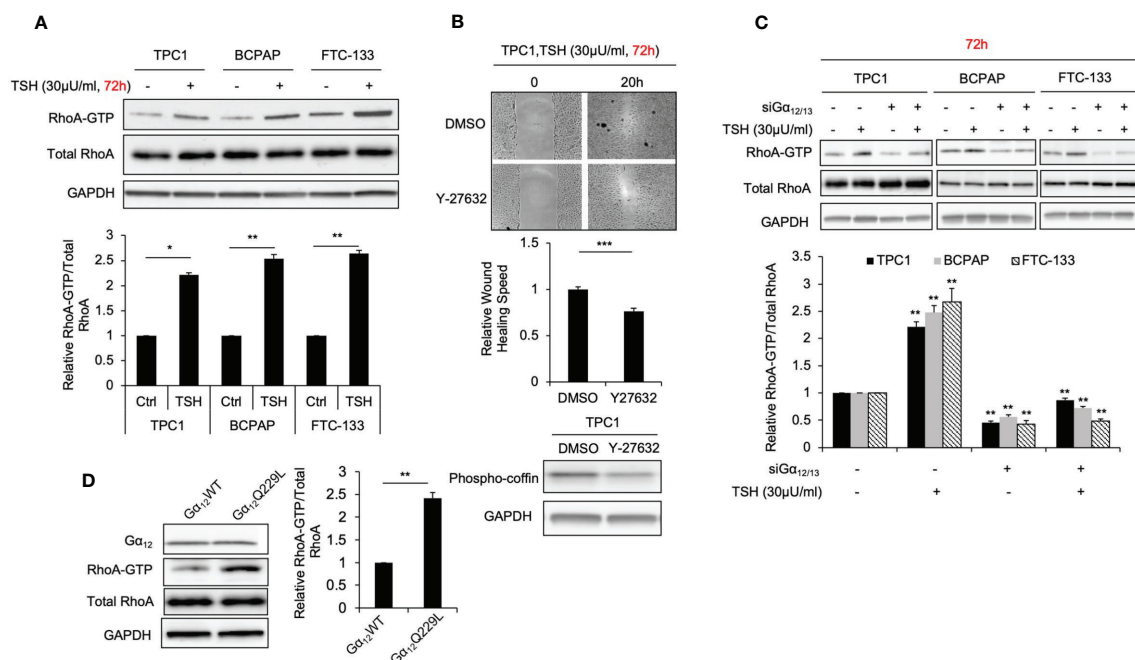 A
TPC1 BCPAP FTC-133
TSH (30μU/ml, 72h) - + - + - +
RhoA-GTP
Total RhoA
GAPDH
Relative RhoA-GTP/Total
RhoA
3
2.5
2
1.5
1
0.5
0
* ** **
Ctrl TSH Ctrl TSH Ctrl TSH
TPC1 BCPAP FTC-133
B
TPC1,TSH (30μU/ml, 72h)
0 20h
DMSO
Y-27632
Relative Wound
Healing Speed
1.5
1
0.5
0
***
DMSO Y27632
TPC1
DMSO Y-27632
Phospho-coffin
GAPDH
C
72h
TPC1 BCPAP FTC-133
siGα12/13 - - + + - - + + - - + +
TSH (30μU/ml) - + - + - + - + - + - +
RhoA-GTP
Total RhoA
GAPDH
Relative RhoA-GTP/Total RhoA
3.5
3
2.5
2
1.5
1
0.5
0
TPC1 BCPAP FTC-133
** ** **
** ** **
** ** **
siGα12/13 - - + +
TSH (30μU/ml) - + - +
D
Gα12WT Gα12Q229L
Gα12
RhoA-GTP
Total RhoA
GAPDH
Relative RhoA-GTP/Total
RhoA
3
2.5
2
1.5
1
0.5
0
**
Gα12WT Gα12Q229L